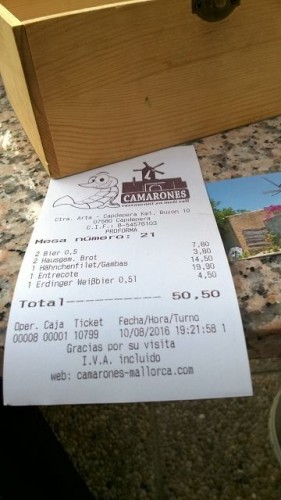 CAMARONES
Ctra. Arta - Capdepera Buzon 10
07580 Capdepera
C.I.F.: B-54576103
PROFORMA
Mesa número: 21
2 Bier 0,5 7,80
2 Hausgem. Brot 3,80
1 Hähnchenfilet/Gambas 14,50
1 Entrecote 19,90
1 Erdinger Weißbier 0,5l 4,50
Total------------------ 50,50
Oper. Caja Ticket Fecha/Hora/Turno
00008 00001 10799 10/08/2016 19:21:58 1
Gracias por su visita
I.V.A. incluido
web: camarones-mallorca.com